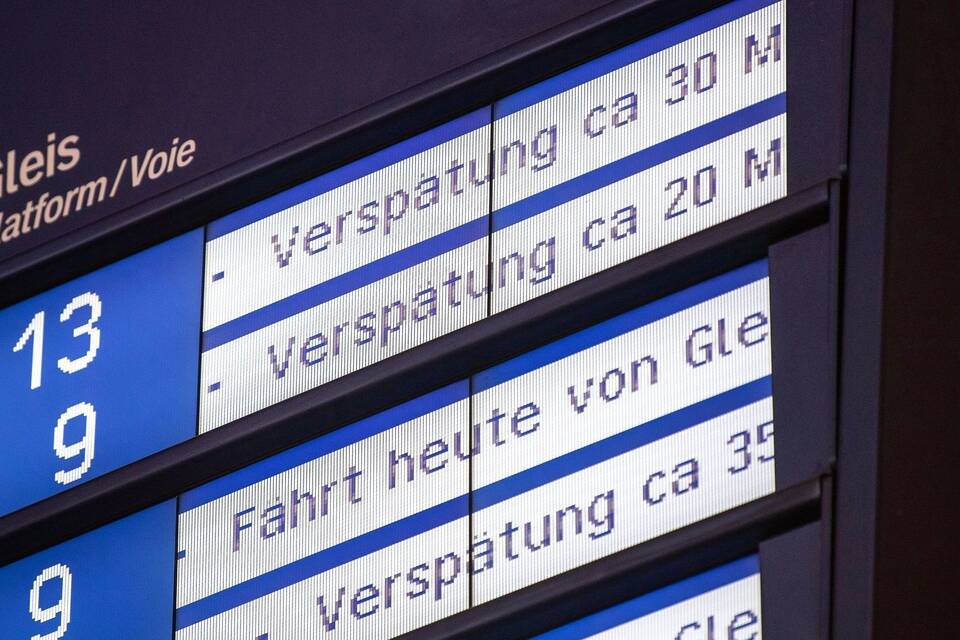 Gleis
Platform / Voie
13
- Verspätung ca 30 M
9
- Verspätung ca 20 M
- Fährt heute von Gle
9
- Verspätung ca 35
Gle